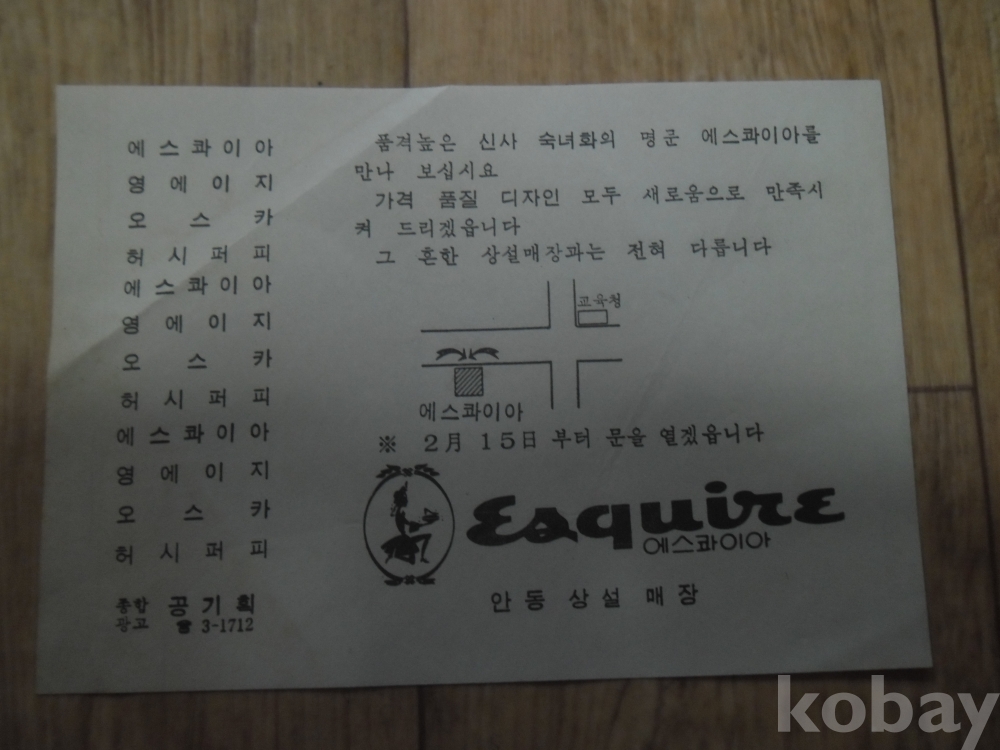 에스콰이아
영에이지
오스카
허시퍼피
에스콰이아
영에이지
오스카
허시퍼피
에스콰이아
영에이지
오스카
허시퍼피
종합 공기획
광고 ☎ 3-1712
품격높은 신사 숙녀화의 명군 에스콰이아를
만나 보십시요
가격 품질 디자인 모두 새로움으로 만족시
켜 드리겠읍니다
그 흔한 상설매장과는 전혀 다릅니다
교육청
에스콰이아
※ 2月 15日 부터 문을 열겠읍니다
Esquire
에스콰이아
안동 상설 매장
kobay